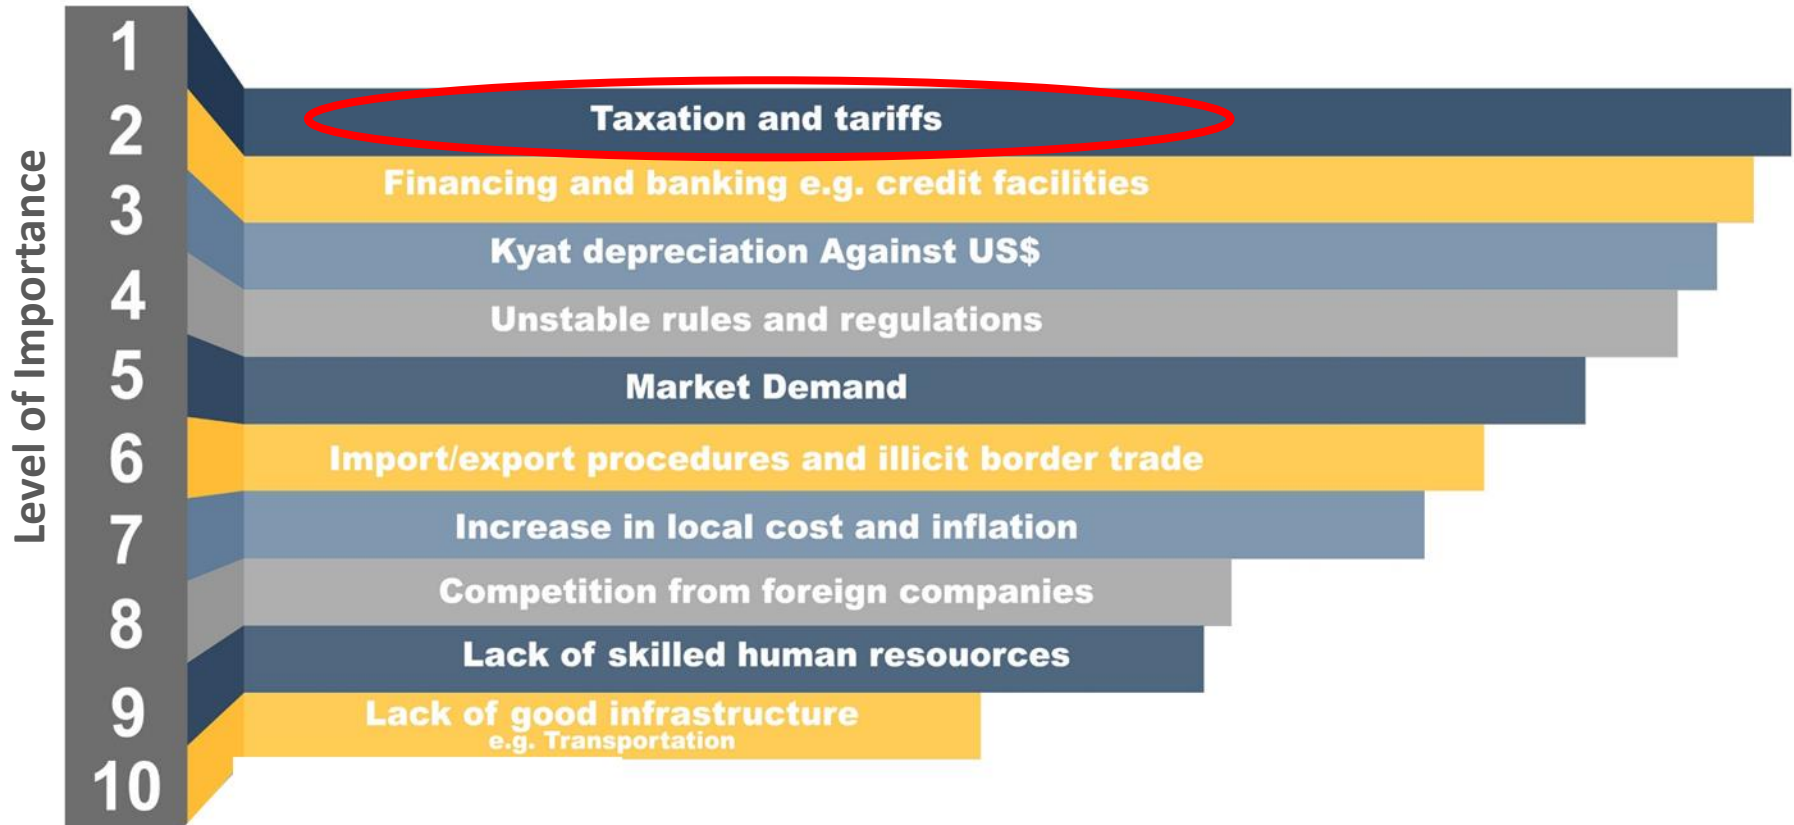 Level of Importance
1
2
3
4
5
6
7
8
9
10
Taxation and tariffs
Financing and banking e.g. credit facilities
Kyat depreciation Against US$
Unstable rules and regulations
Market Demand
Import/export procedures and illicit border trade
Increase in local cost and inflation
Competition from foreign companies
Lack of skilled human resouorces
Lack of good infrastructure
e.g. Transportation